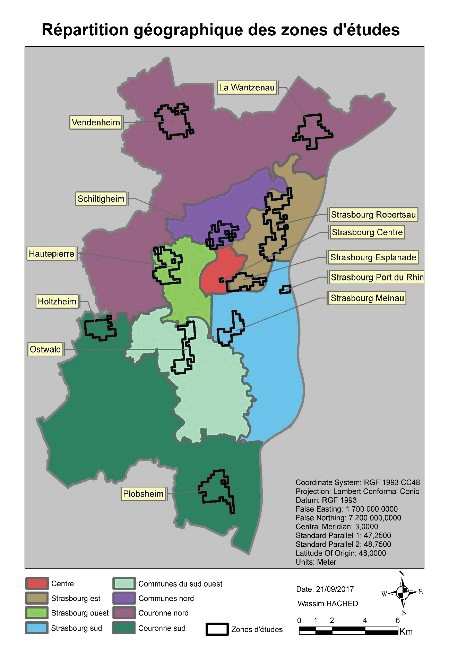 Répartition géographique des zones d'études
La Wantzenau
Vendenheim
Schiltigheim
Strasbourg Robertsau
Strasbourg Centre
Hautepierre
Strasbourg Esplanade
Strasbourg Port du Rhin
Holtzheim
Strasbourg Meinau
Ostwald
Plobsheim
Coordinate System: RGF 1993 CC48
Projection: Lambert Conformal Conic
Datum: RGF 1993
False Easting: 1 700 000,0000
False Northing: 7 200 000,0000
Central Meridian: 3,0000
Standard Parallel 1: 47,2500
Standard Parallel 2: 48,7500
Latitude Of Origin: 48,0000
Units: Meter
Centre
Strasbourg est
Strasbourg ouest
Strasbourg sud
Communes du sud ouest
Communes nord
Couronne nord
Couronne sud
Zones d'études
Date: 21/09/2017
Wassim HACHED
0 1 2 4 6
Km